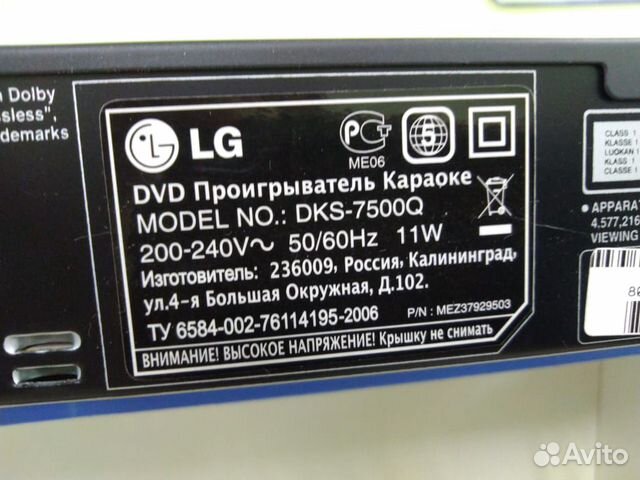 n Dolby
sless",
demarks
LG
PCT
ME06
5
DVD Проигрыватель Караоке
MODEL NO.: DKS-7500Q
200-240V~ 50/60Hz 11W
Изготовитель: 236009, Россия, Калининград,
ул.4-я Большая Окружная, Д.102.
ТУ 6584-002-76114195-2006
P/N : MEZ37929503
ВНИМАНИЕ! ВЫСОКОЕ НАПРЯЖЕНИЕ! Крышку не снимать
CLASS 1
KLASSE 1
LUOKAN 1
KLASS 1
CLASSE 1
• APPARA
4,577,216
VIEWING
80
Avito